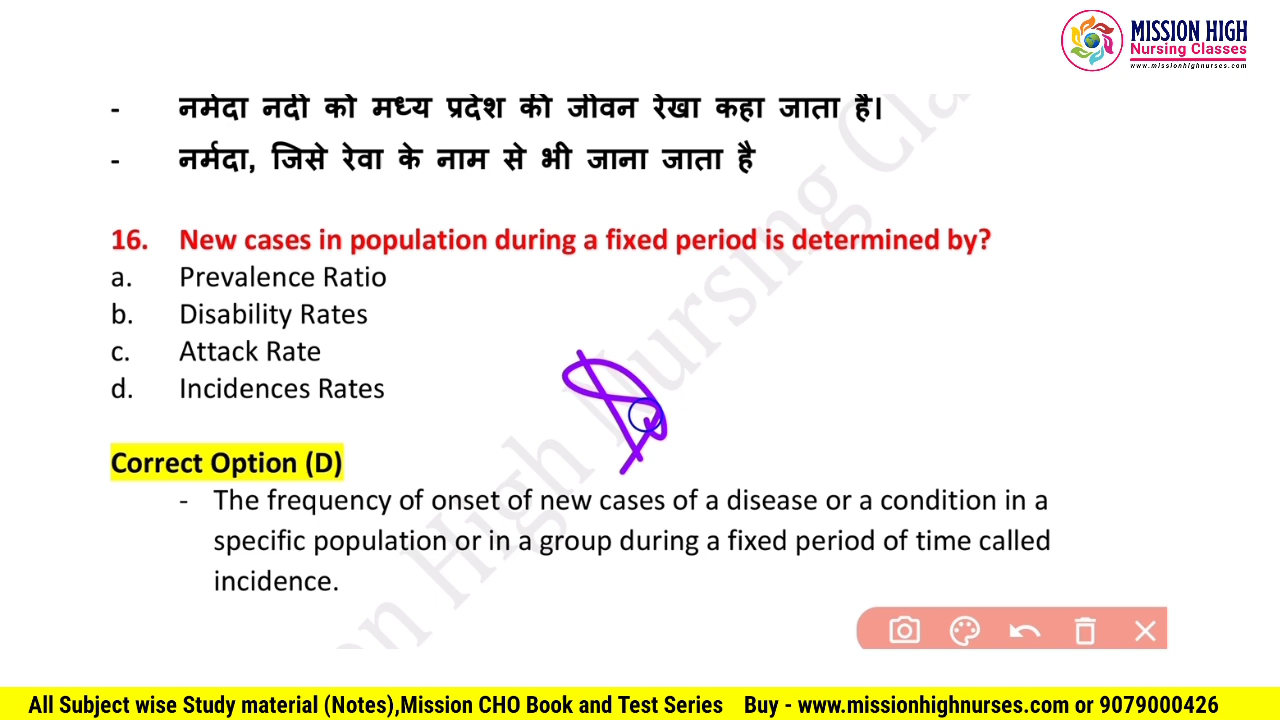 MISSION HIGH
Nursing Classes
www.missionhighnurses.com
- नर्मदा नदी को मध्य प्रदेश की जीवन रेखा कहा जाता है।
- नर्मदा, जिसे रेवा के नाम से भी जाना जाता है
16. New cases in population during a fixed period is determined by?
a. Prevalence Ratio
b. Disability Rates
c. Attack Rate
d. Incidences Rates
Correct Option (D)
- The frequency of onset of new cases of a disease or a condition in a
specific population or in a group during a fixed period of time called
incidence.
All Subject wise Study material (Notes),Mission CHO Book and Test Series Buy - www.missionhighnurses.com or 9079000426